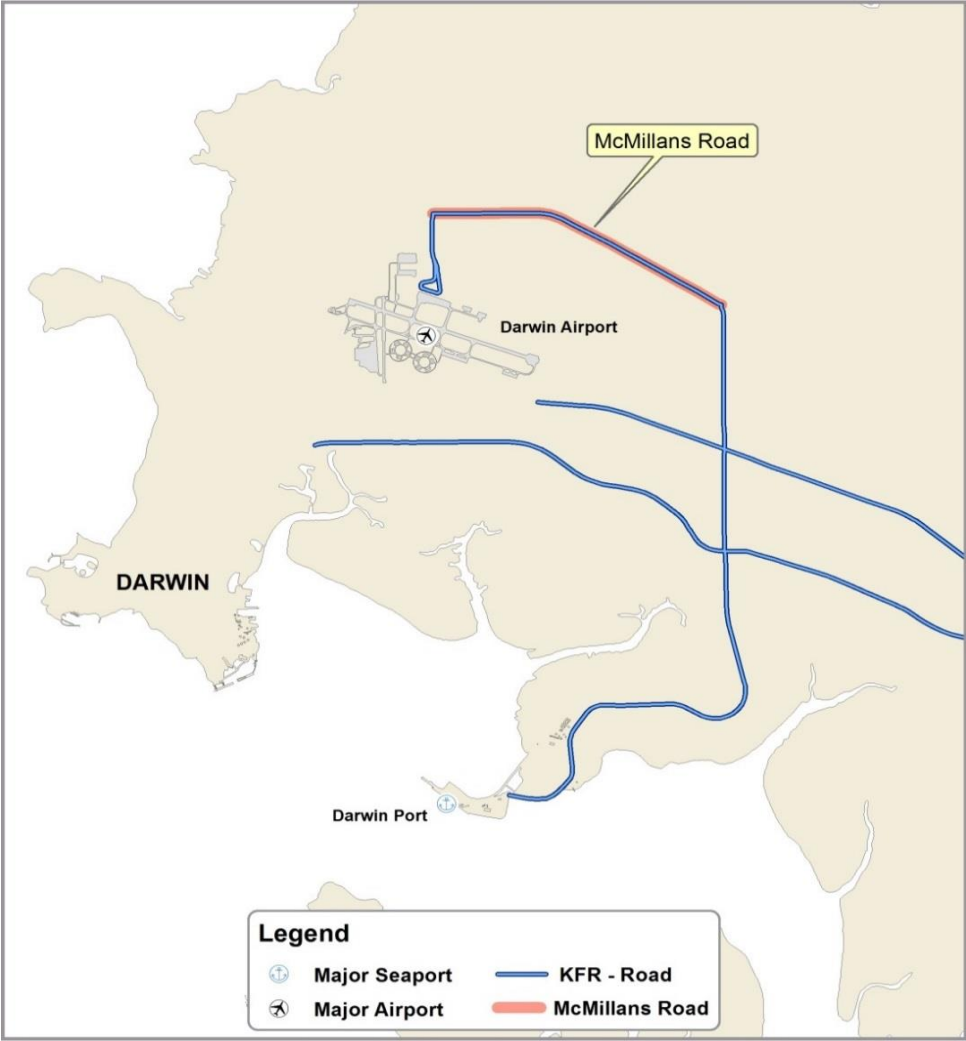 McMillans Road
Darwin Airport
DARWIN
Darwin Port
Legend
Major Seaport
KFR - Road
Major Airport
McMillans Road